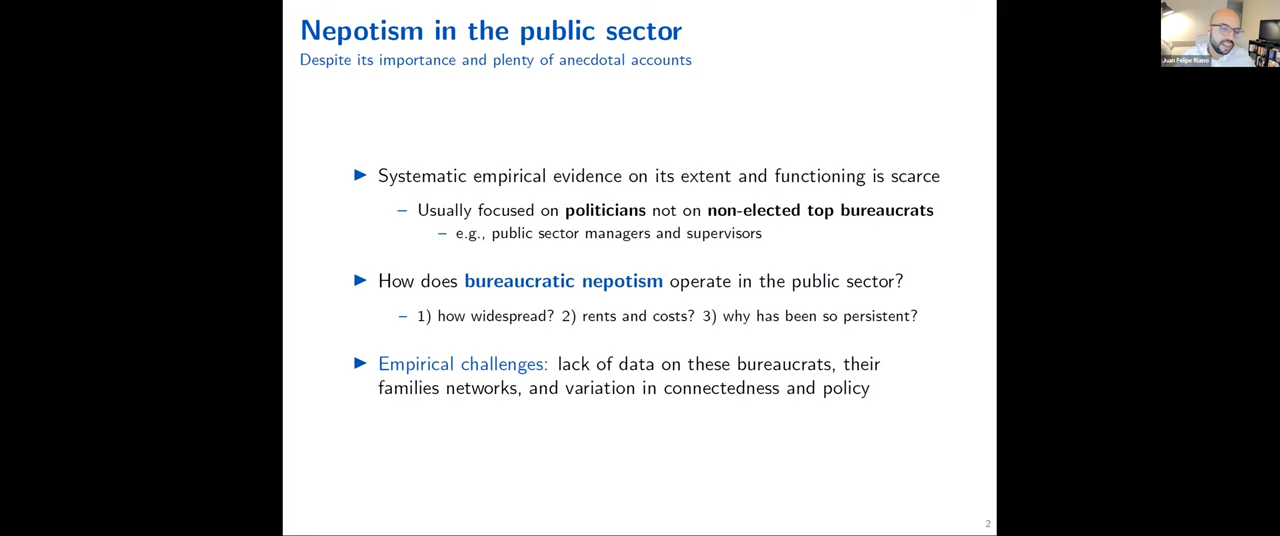 Nepotism in the public sector
Despite its importance and plenty of anecdotal accounts
Juan Felipe Riano
▶ Systematic empirical evidence on its extent and functioning is scarce
– Usually focused on politicians not on non-elected top bureaucrats
– e.g., public sector managers and supervisors
▶ How does bureaucratic nepotism operate in the public sector?
– 1) how widespread? 2) rents and costs? 3) why has been so persistent?
▶ Empirical challenges: lack of data on these bureaucrats, their
families networks, and variation in connectedness and policy
2